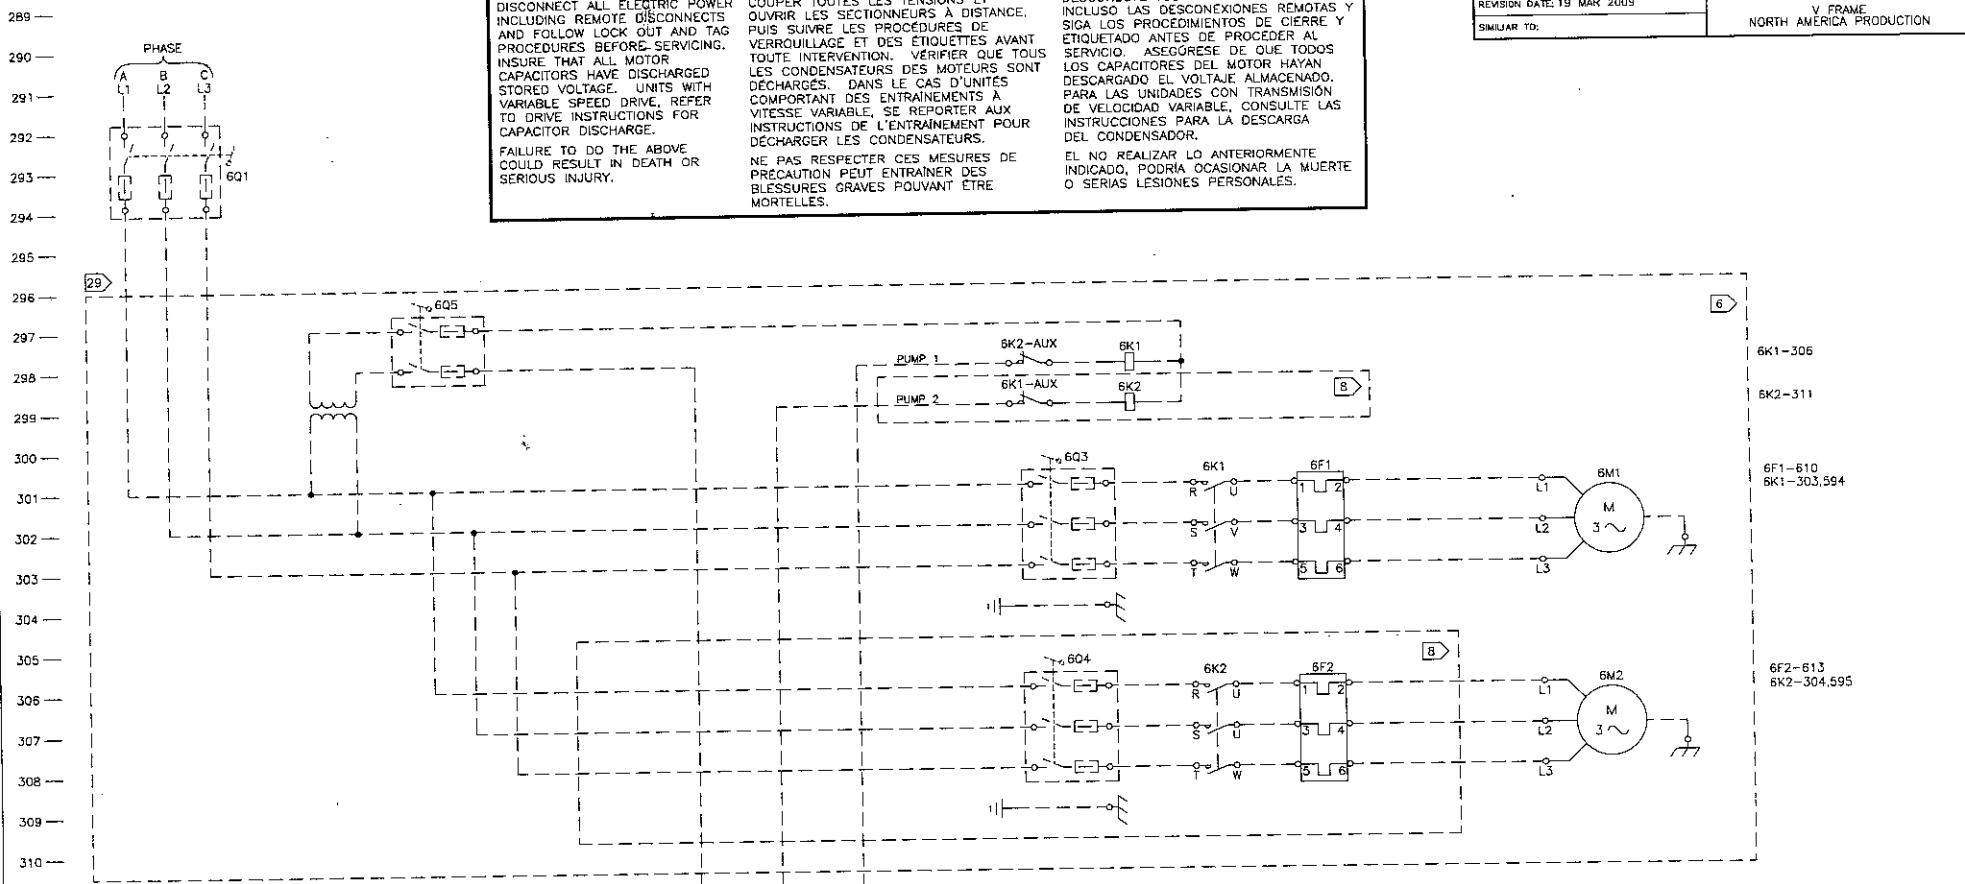 DISCONNECT ALL ELECTRIC POWER
INCLUDING REMOTE DISCONNECTS
AND FOLLOW LOCK OUT AND TAG
PROCEDURES BEFORE SERVICING.
INSURE THAT ALL MOTOR
CAPACITORS HAVE DISCHARGED
STORED VOLTAGE. UNITS WITH
VARIABLE SPEED DRIVE, REFER
TO DRIVE INSTRUCTIONS FOR
CAPACITOR DISCHARGE.
FAILURE TO DO THE ABOVE
COULD RESULT IN DEATH OR
SERIOUS INJURY.
COUPER TOUTES LES TENSIONS ET
OUVRIR LES SECTIONNEURS À DISTANCE,
PUIS SUIVRE LES PROCÉDURES DE
VERROUILLAGE ET DES ÉTIQUETTES AVANT
TOUTE INTERVENTION. VÉRIFIER QUE TOUS
LES CONDENSATEURS DES MOTEURS SONT
DÉCHARGÉS. DANS LE CAS D'UNITÉS
COMPORTANT DES ENTRAÎNEMENTS À
VITESSE VARIABLE, SE REPORTER AUX
INSTRUCTIONS DE L'ENTRAÎNEMENT POUR
DÉCHARGER LES CONDENSATEURS.
NE PAS RESPECTER CES MESURES DE
PRÉCAUTION PEUT ENTRAÎNER DES
BLESSURES GRAVES POUVANT ÊTRE
MORTELLES.
INCLUSO LAS DESCONEXIONES REMOTAS Y
SIGA LOS PROCEDIMIENTOS DE CIERRE Y
ETIQUETADO ANTES DE PROCEDER AL
SERVICIO. ASEGÓRESE DE QUE TODOS
LOS CAPACITORES DEL MOTOR HAYAN
DESCARGADO EL VOLTAJE ALMACENADO.
PARA LAS UNIDADES CON TRANSMISIÓN
DE VELOCIDAD VARIABLE, CONSULTE LAS
INSTRUCCIONES PARA LA DESCARGA
DEL CONDENSADOR.
EL NO REALIZAR LO ANTERIORMENTE
INDICADO, PODRÍA OCASIONAR LA MUERTE
O SERIAS LESIONES PERSONALES.
REVISION DATE: 19 MAR 2009
SIMILIAR TO:
V FRAME
NORTH AMERICA PRODUCTION
289
290
291
292
293
294
295
296
297
298
299
300
301
302
303
304
305
306
307
308
309
310
PHASE
A B C
L1 L2 L3
6Q1
29
6
6Q5
PUMP 1 6K2-AUX 6K1
6K1-306
PUMP 2 6K1-AUX 6K2
8
6K2-311
6Q3 6K1 6F1 6M1
R U 1 2 L1
S V 3 4 L2
T W 5 6 L3
M
3
6F1-610
6K1-303,594
8
6Q4 6K2 6F2 6M2
R U 1 2 L1
S U 3 4 L2
T W 5 6 L3
M
3
6F2-613
6K2-304,595